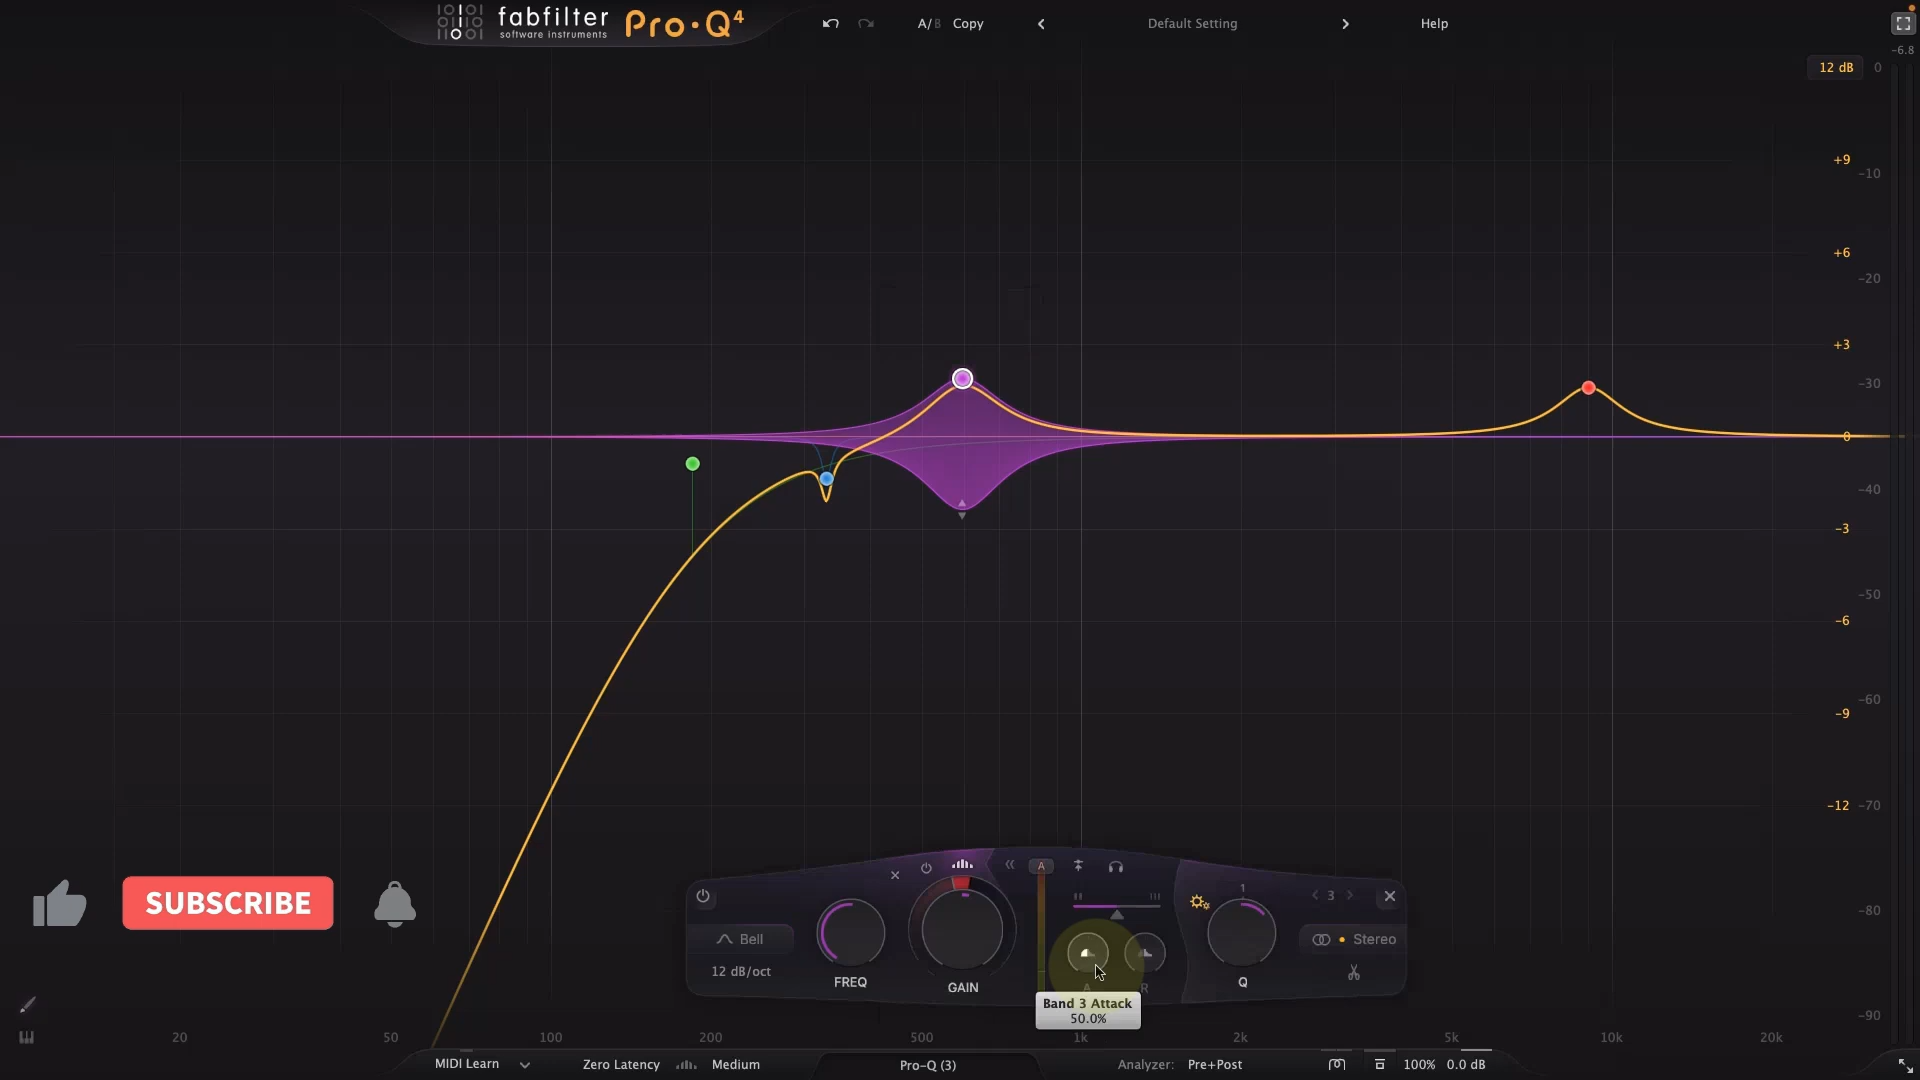 fabfilter
software instruments
Pro·Q4
A/B Copy
Default Setting
Help
-6.8
12 dB 0
+9
-10
+6
-20
+3
-30
0
-40
-3
-50
-6
-60
-9
-12 -70
-80
-90
SUBSCRIBE
A
1
3
Bell
12 dB/oct
FREQ
GAIN
A
R
Q
Stereo
Band 3 Attack
50.0%
20 50 100 200 500 1k 2k 5k 10k 20k
MIDI Learn
Zero Latency
Medium
Pro-Q (3)
Analyzer: Pre+Post
100% 0.0 dB